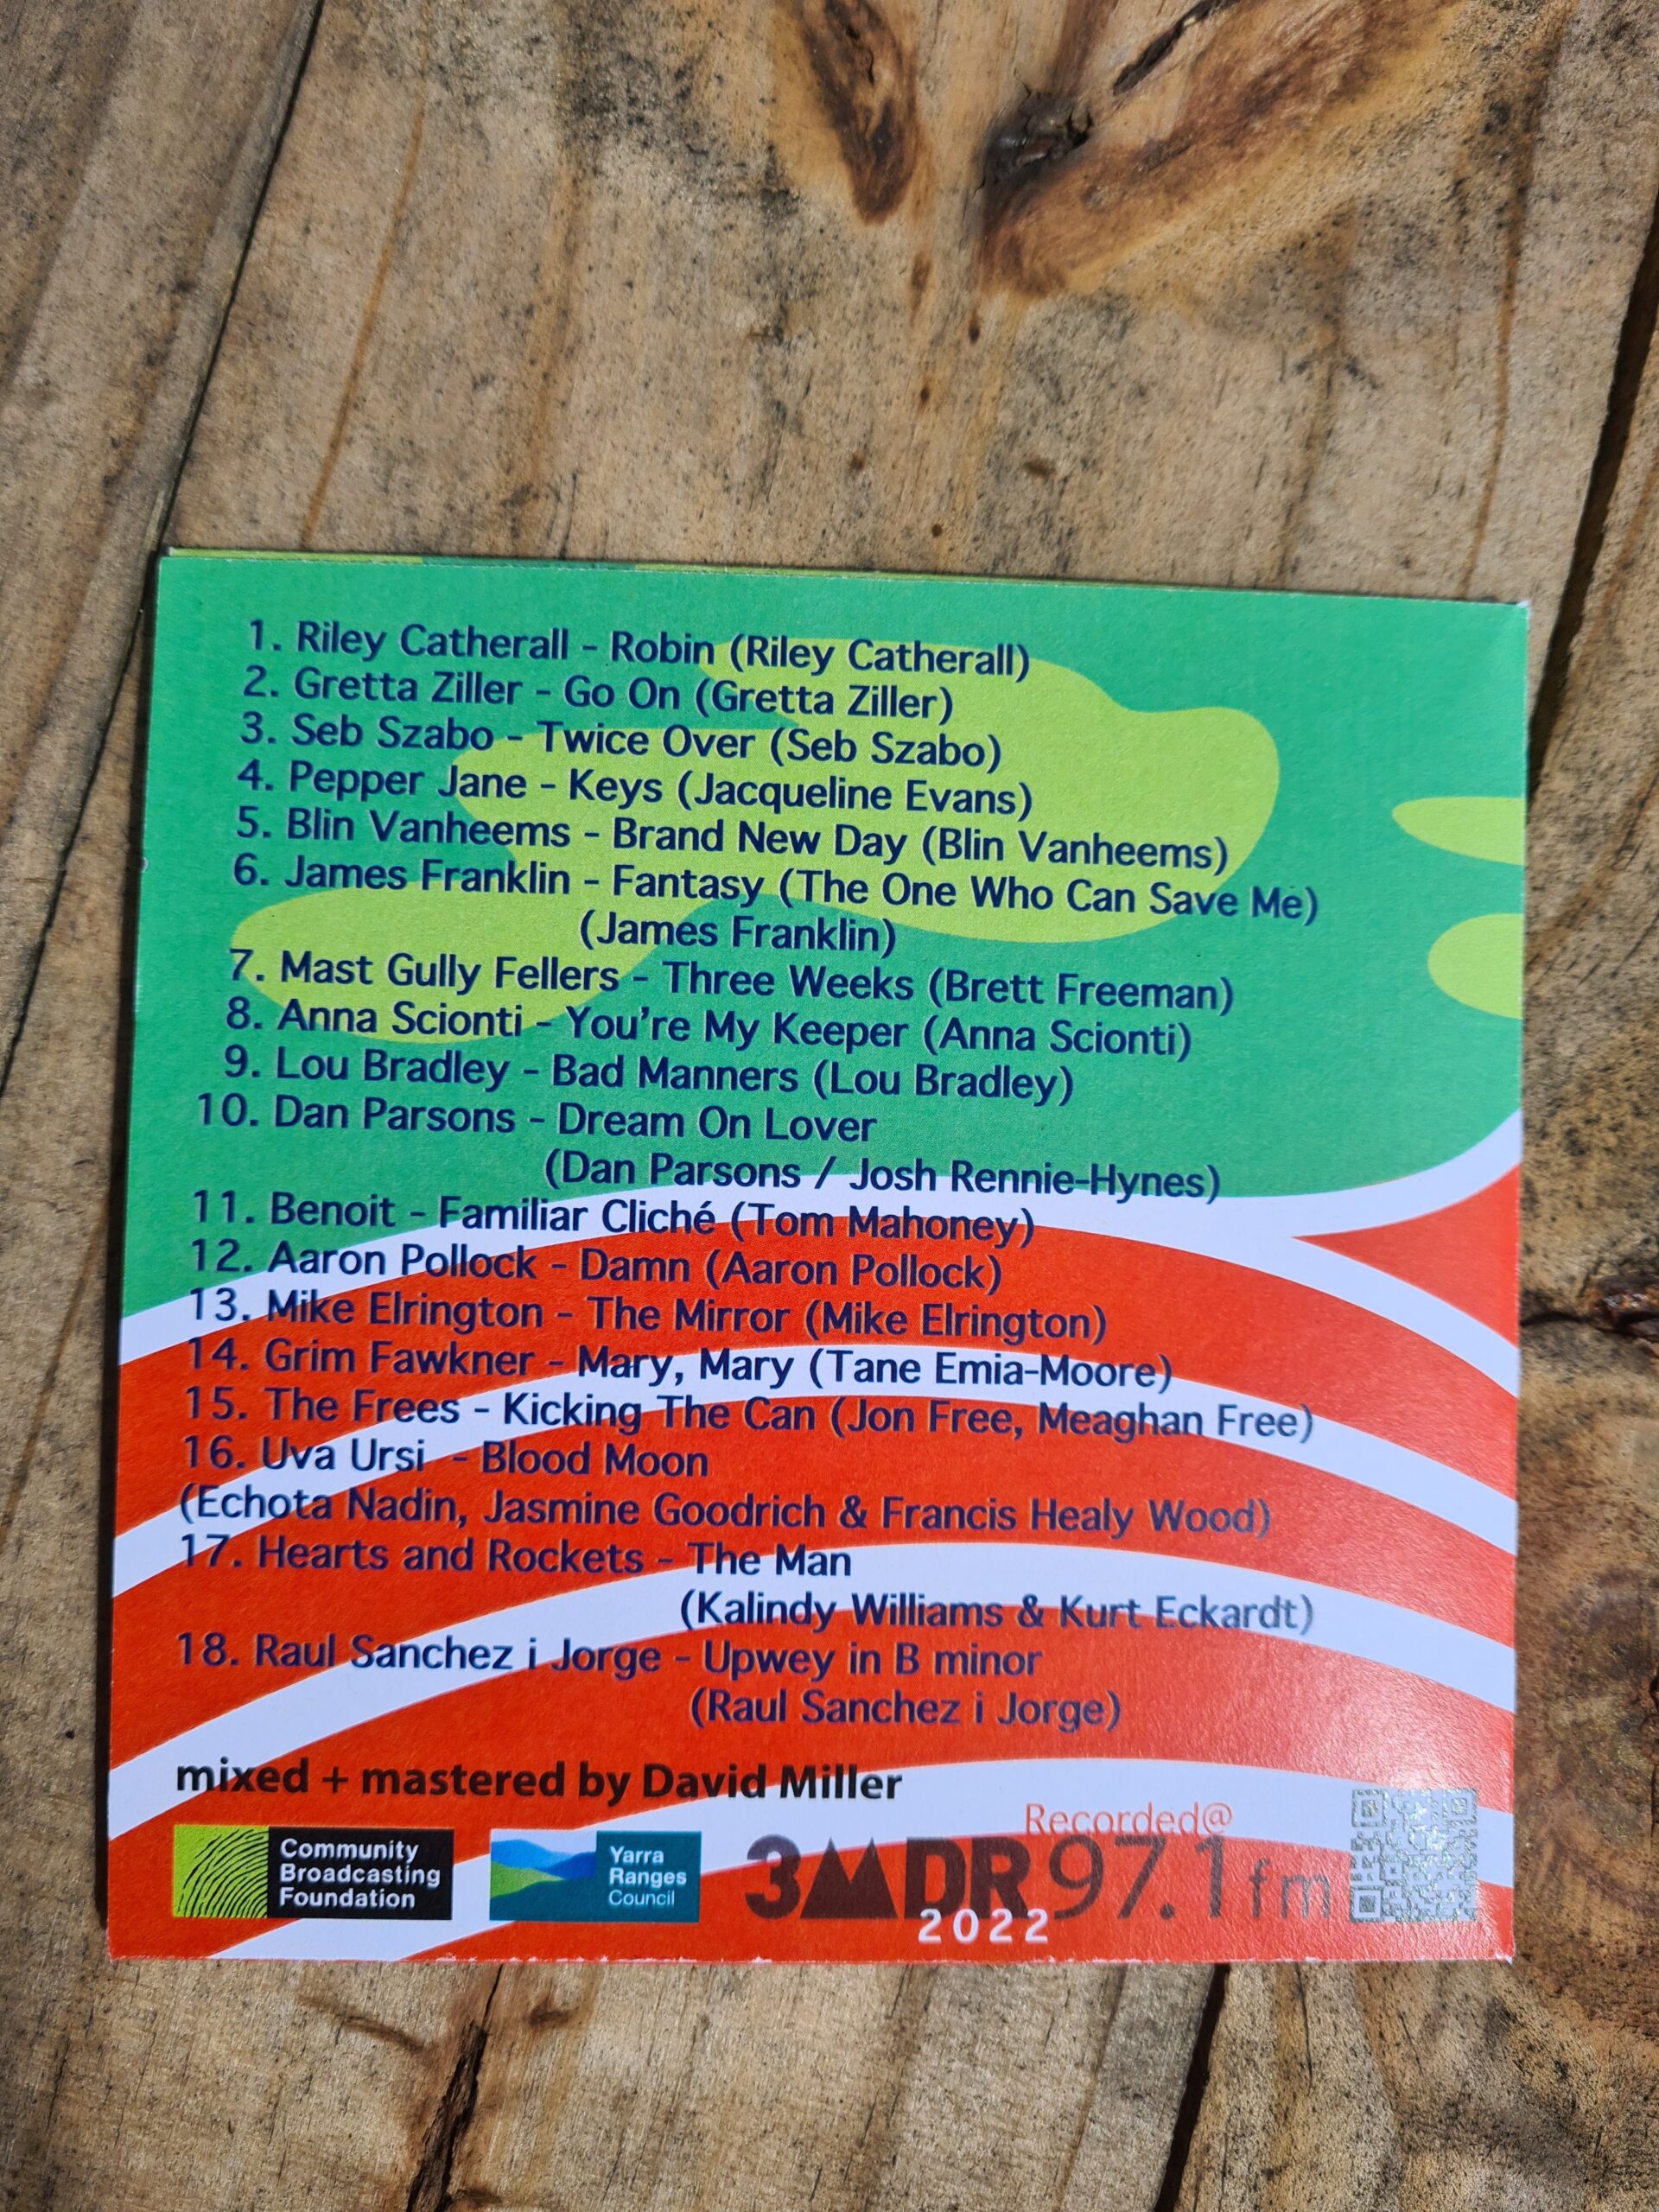 1. Riley Catherall - Robin (Riley Catherall)
2. Gretta Ziller - Go On (Gretta Ziller)
3. Seb Szabo - Twice Over (Seb Szabo)
4. Pepper Jane - Keys (Jacqueline Evans)
5. Blin Vanheems - Brand New Day (Blin Vanheems)
6. James Franklin - Fantasy (The One Who Can Save Me)
(James Franklin)
7. Mast Gully Fellers - Three Weeks (Brett Freeman)
8. Anna Scionti - You're My Keeper (Anna Scionti)
9. Lou Bradley - Bad Manners (Lou Bradley)
10. Dan Parsons - Dream On Lover
(Dan Parsons / Josh Rennie-Hynes)
11. Benoit - Familiar Cliché (Tom Mahoney)
12. Aaron Pollock - Damn (Aaron Pollock)
13. Mike Elrington - The Mirror (Mike Elrington)
14. Grim Fawkner - Mary, Mary (Tane Emia-Moore)
15. The Frees - Kicking The Can (Jon Free, Meaghan Free)
16. Uva Ursi - Blood Moon
(Echota Nadin, Jasmine Goodrich & Francis Healy Wood)
17. Hearts and Rockets - The Man
(Kalindy Williams & Kurt Eckardt)
18. Raul Sanchez i Jorge - Upwey in B minor
(Raul Sanchez i Jorge)
mixed + mastered by David Miller
Community
Broadcasting
Foundation
Yarra
Ranges
Council
Recorded@
3MDR 97.1fm
2022